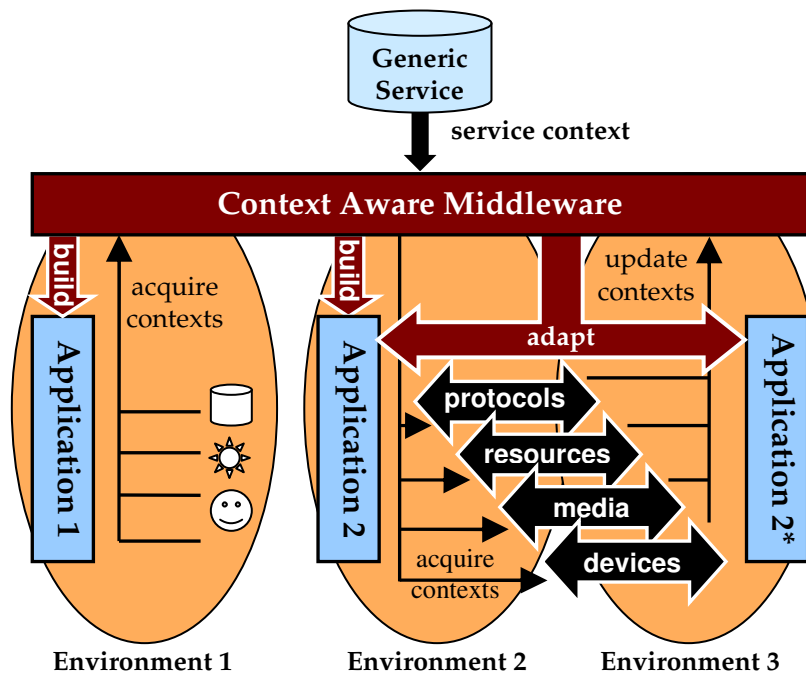 Generic
Service
service context
Context Aware Middleware
build
acquire
contexts
Application 1
build
Application 2
adapt
update
contexts
protocols
resources
media
devices
acquire
contexts
Application 2*
Environment 1
Environment 2
Environment 3